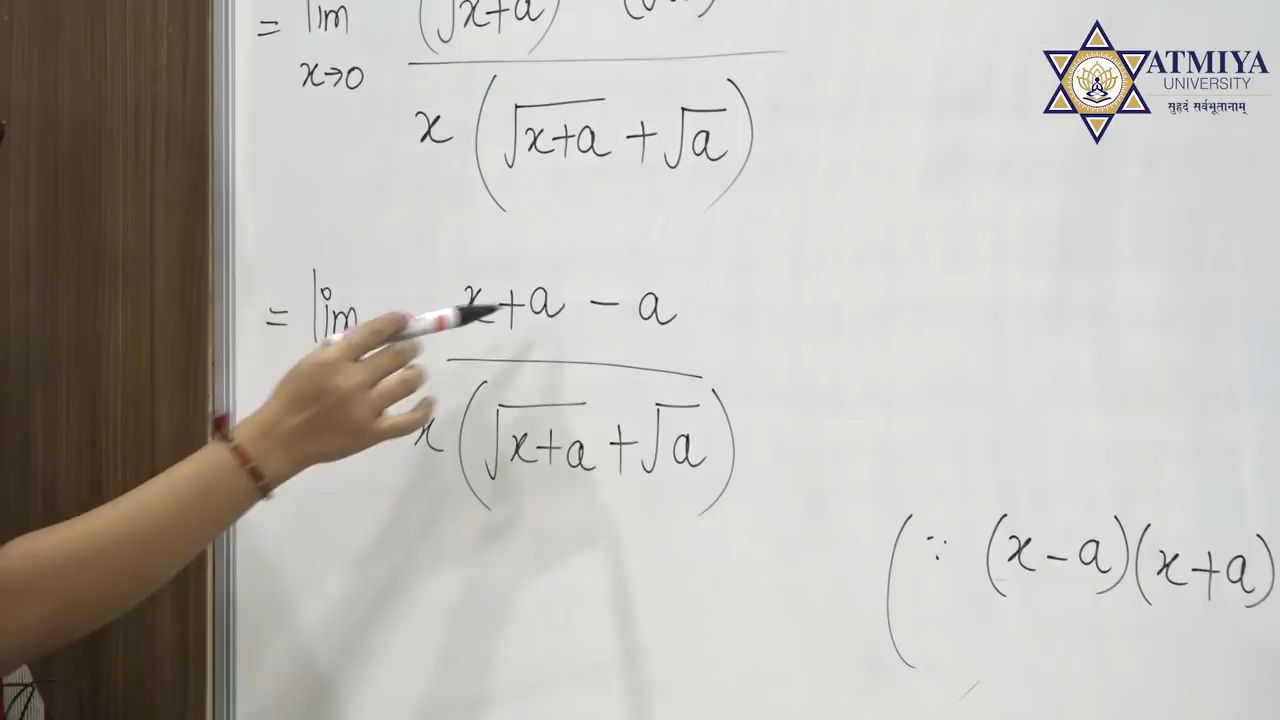 = lim (√x+a) (√a)
x→0
x (√x+a + √a)
= lim x+a − a
x (√x+a + √a)
(∵ (x−a)(x+a)
ATMIYA
UNIVERSITY
सुहृदं सर्वभूतानाम्